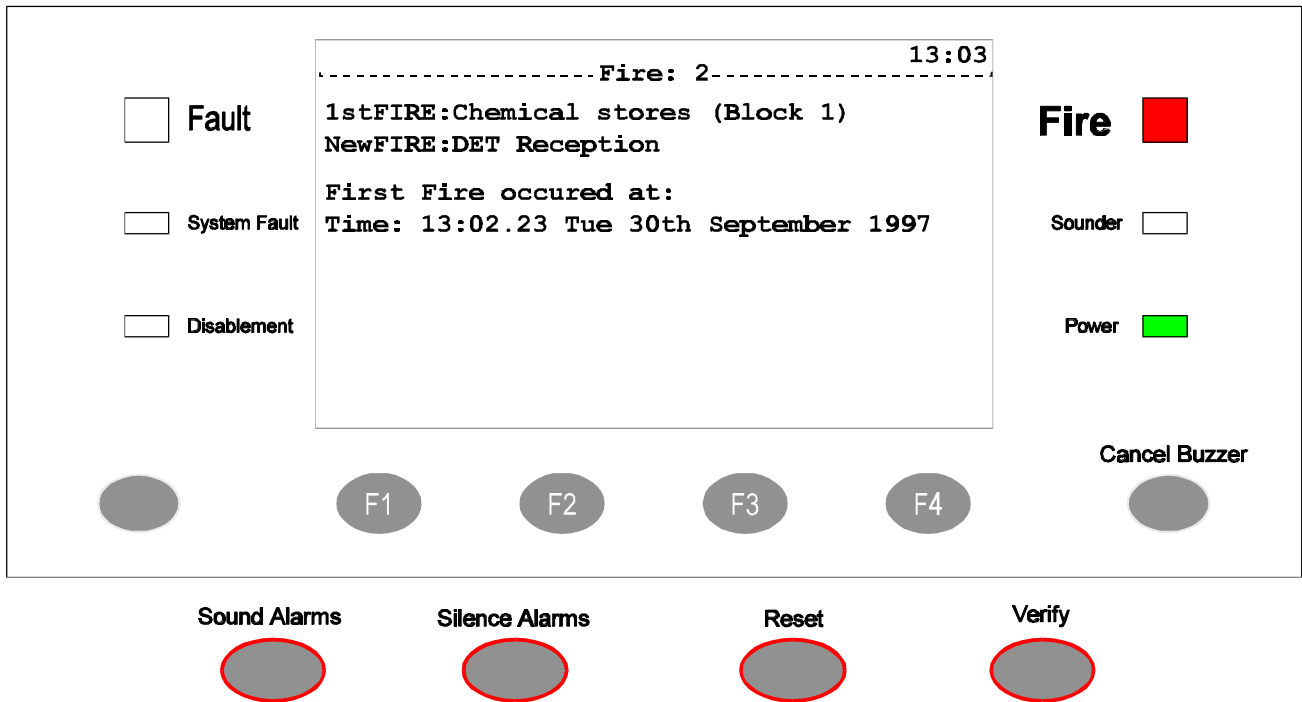 13:03
Fire: 2
1stFIRE:Chemical stores (Block 1)
NewFIRE:DET Reception
First Fire occured at:
Time: 13:02.23 Tue 30th September 1997
Fault
System Fault
Disablement
Fire
Sounder
Power
Cancel Buzzer
F1 F2 F3 F4
Sound Alarms Silence Alarms Reset Verify